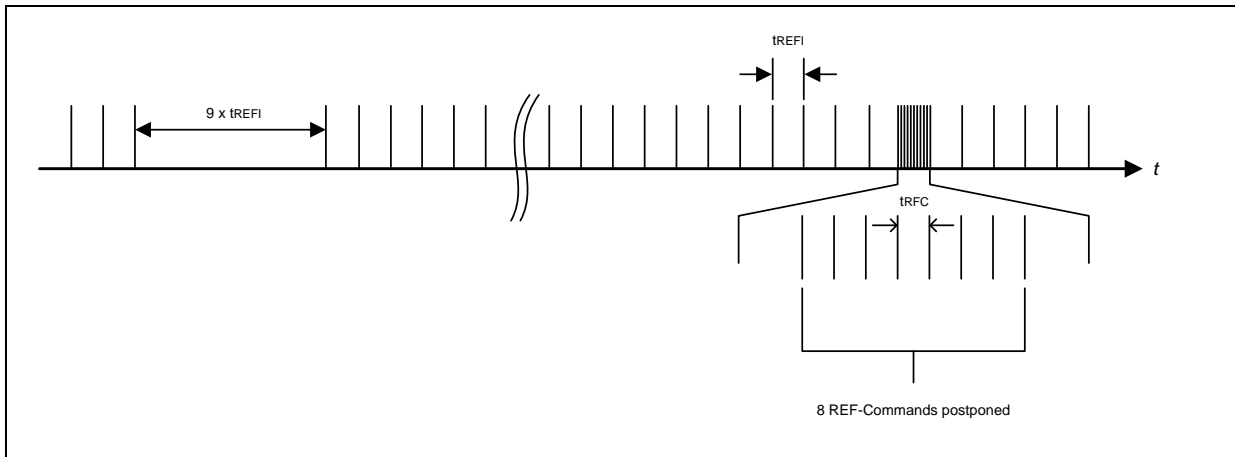 tREFI
9 x tREFI
t
tRFC
8 REF-Commands postponed